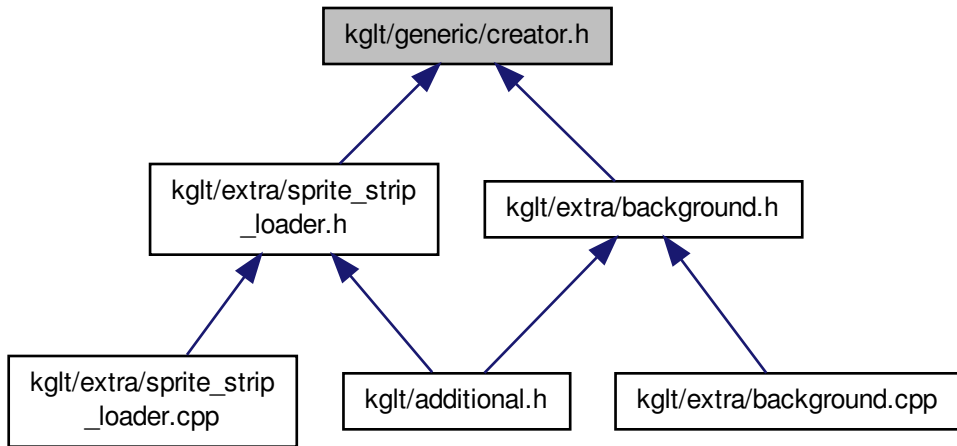 kglt/generic/creator.h
kglt/extra/sprite_strip
_loader.h
kglt/extra/background.h
kglt/extra/sprite_strip
_loader.cpp
kglt/additional.h
kglt/extra/background.cpp